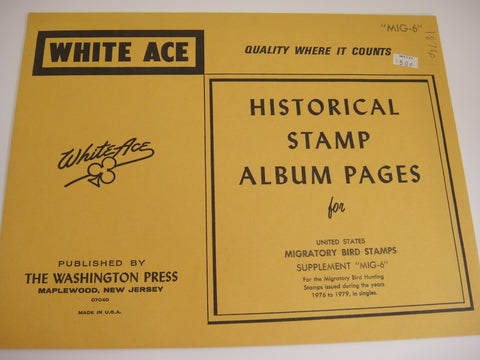 "MIG-6"
WHITE ACE
QUALITY WHERE IT COUNTS
50¢
HISTORICAL
STAMP
ALBUM PAGES
for
White Ace
UNITED STATES
MIGRATORY BIRD STAMPS
SUPPLEMENT "MIG-6"
For the Migratory Bird Hunting
Stamps issued during the years
1976 to 1979, in singles.
PUBLISHED BY
THE WASHINGTON PRESS
MAPLEWOOD, NEW JERSEY
07040
MADE IN U.S.A.